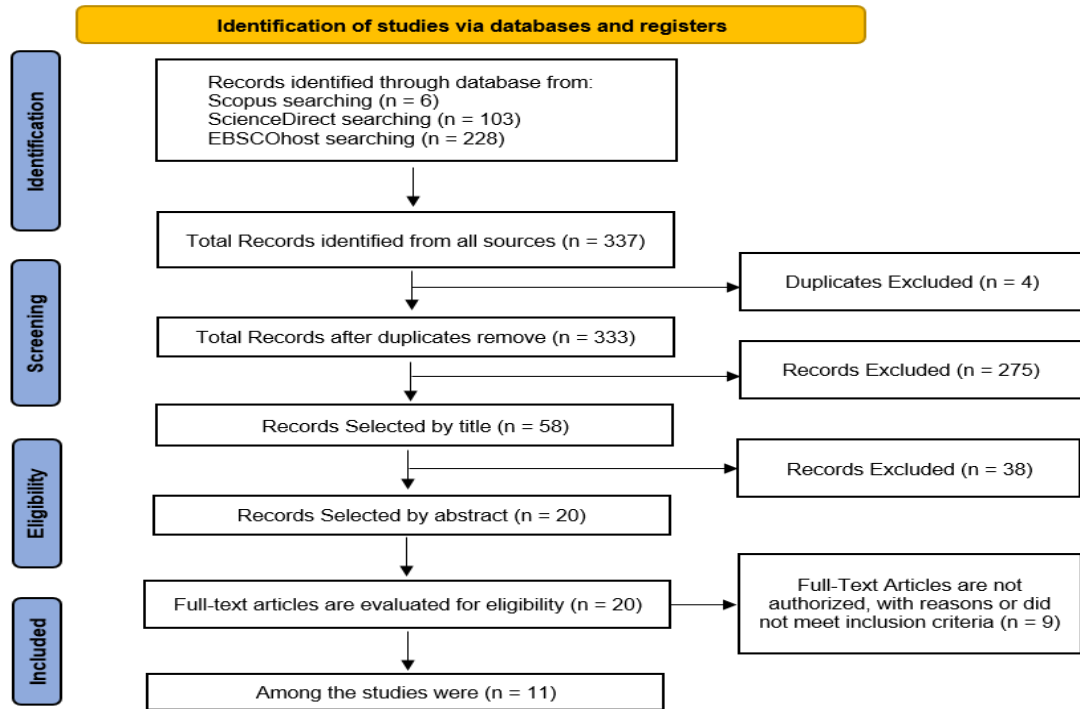 Identification of studies via databases and registers
Identification
Records identified through database from:
Scopus searching (n = 6)
ScienceDirect searching (n = 103)
EBSCOhost searching (n = 228)
Total Records identified from all sources (n = 337)
Screening
Duplicates Excluded (n = 4)
Total Records after duplicates remove (n = 333)
Records Excluded (n = 275)
Records Selected by title (n = 58)
Eligibility
Records Excluded (n = 38)
Records Selected by abstract (n = 20)
Full-text articles are evaluated for eligibility (n = 20)
Full-Text Articles are not
authorized, with reasons or did
not meet inclusion criteria (n = 9)
Included
Among the studies were (n = 11)